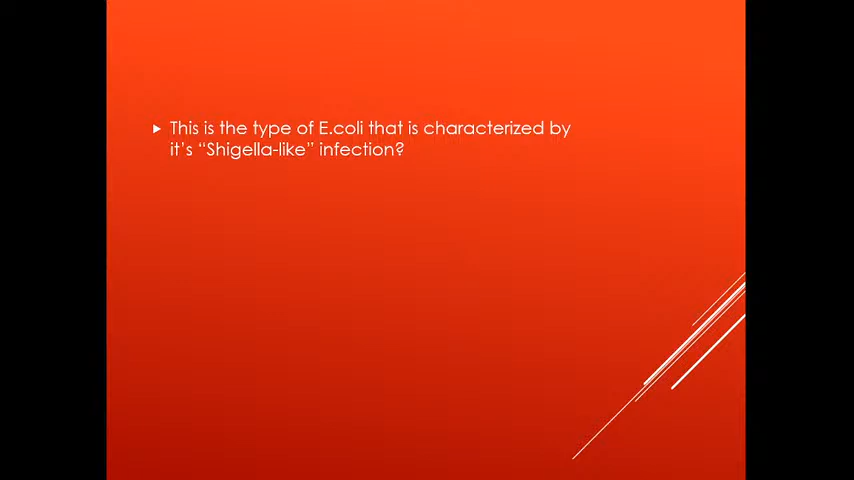 This is the type of E.coli that is characterized by
it's “Shigella-like” infection?